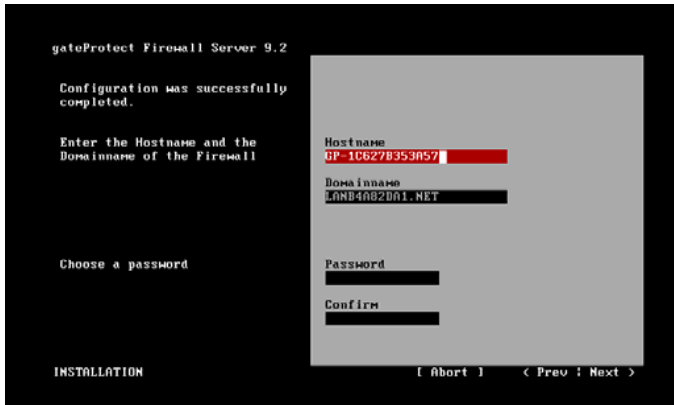 gateProtect Firewall Server 9.2
Configuration was successfully
completed.
Enter the Hostname and the
Domainname of the Firewall
Hostname
GP-1C627B353A57
Domainname
LANB4A82DA1.NET
Choose a password
Password
Confirm
INSTALLATION
[ Abort ] < Prev ¦ Next >